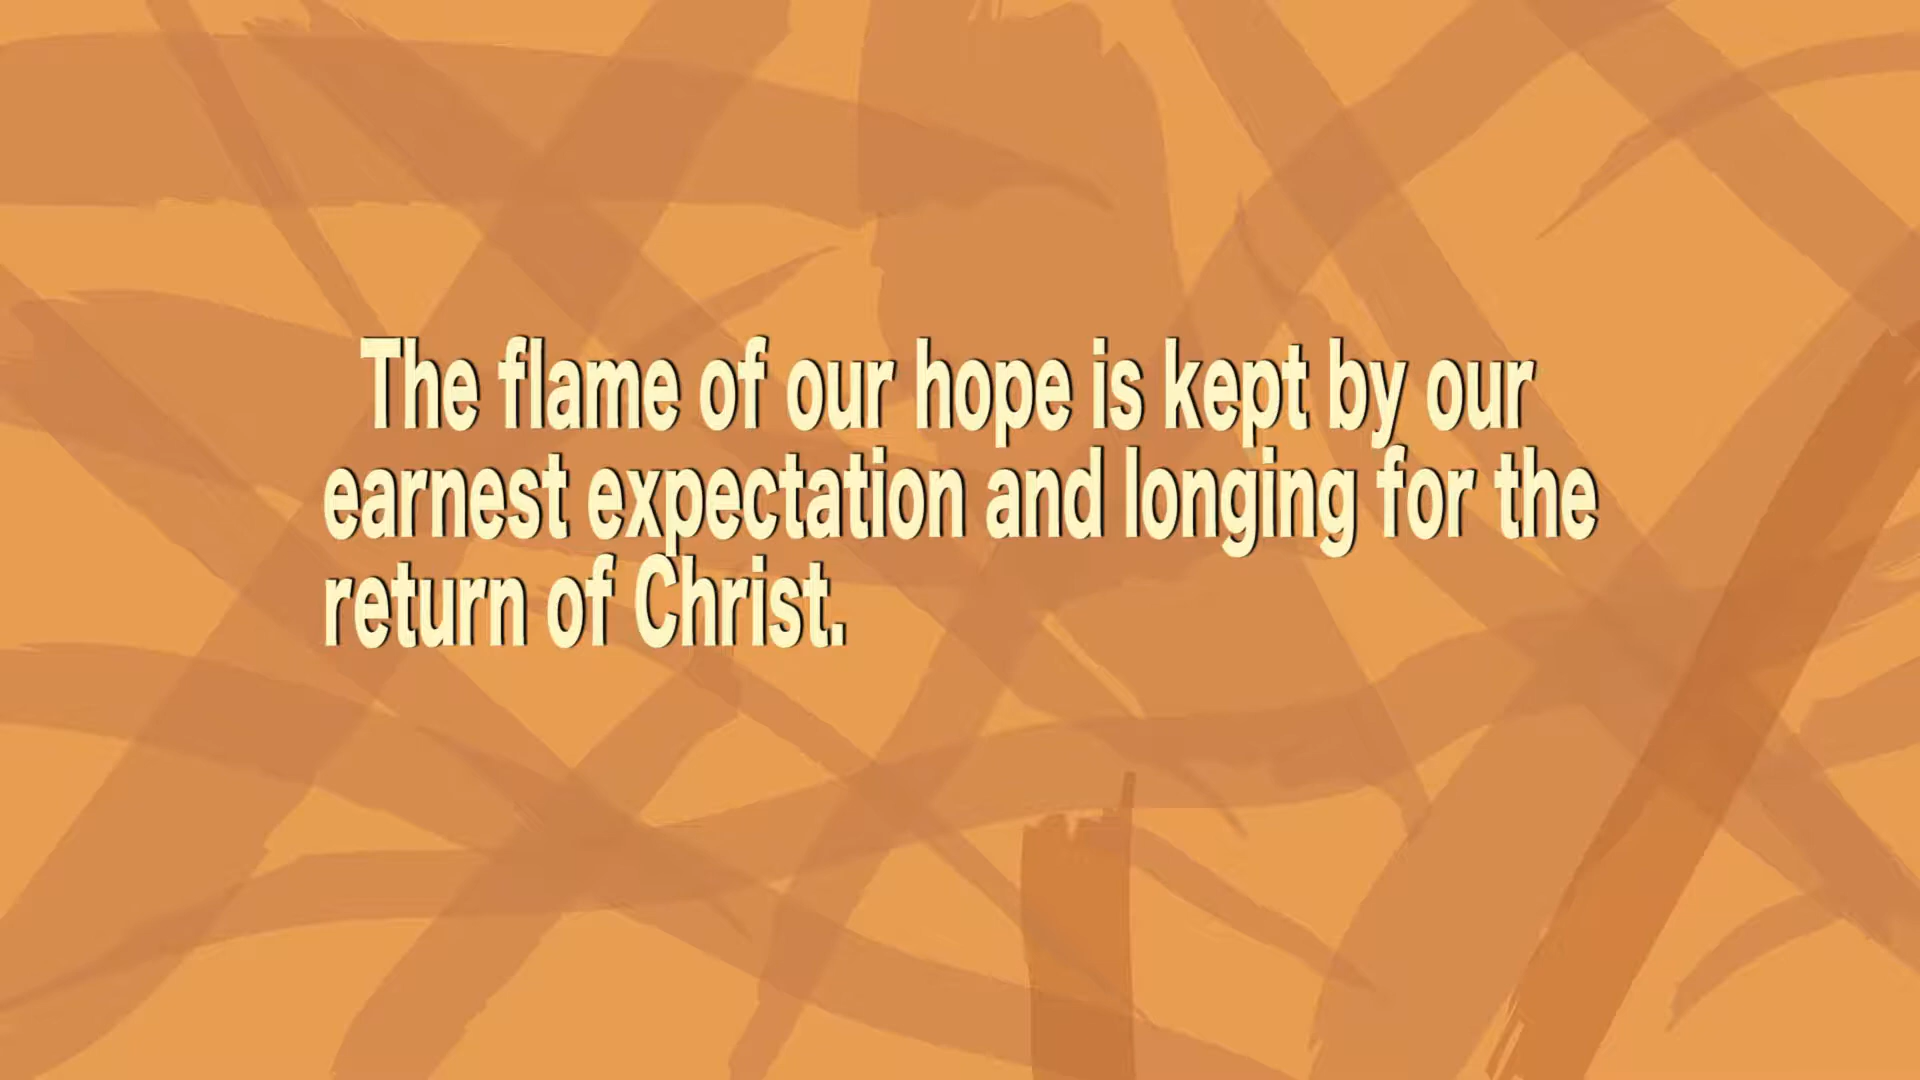 The flame of our hope is kept by our
earnest expectation and longing for the
return of Christ.